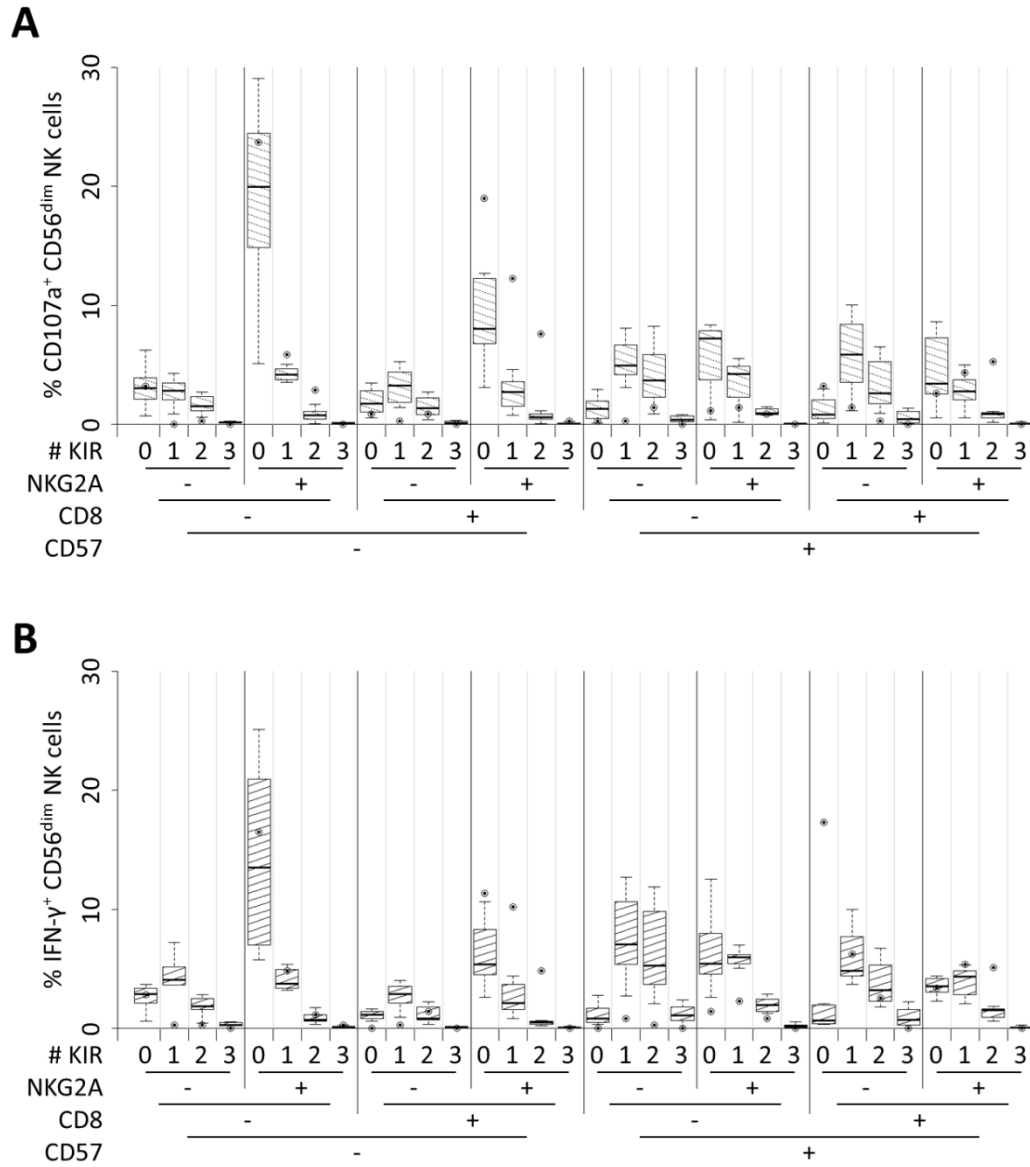 A
% CD107a⁺ CD56ᵈⁱᵐ NK cells
30
20
10
0
# KIR 0 1 2 3 0 1 2 3 0 1 2 3 0 1 2 3 0 1 2 3 0 1 2 3 0 1 2 3 0 1 2 3
NKG2A - + - + - + - +
CD8 - + - +
CD57 - +
B
% IFN-γ⁺ CD56ᵈⁱᵐ NK cells
30
20
10
0
# KIR 0 1 2 3 0 1 2 3 0 1 2 3 0 1 2 3 0 1 2 3 0 1 2 3 0 1 2 3 0 1 2 3
NKG2A - + - + - + - +
CD8 - + - +
CD57 - +